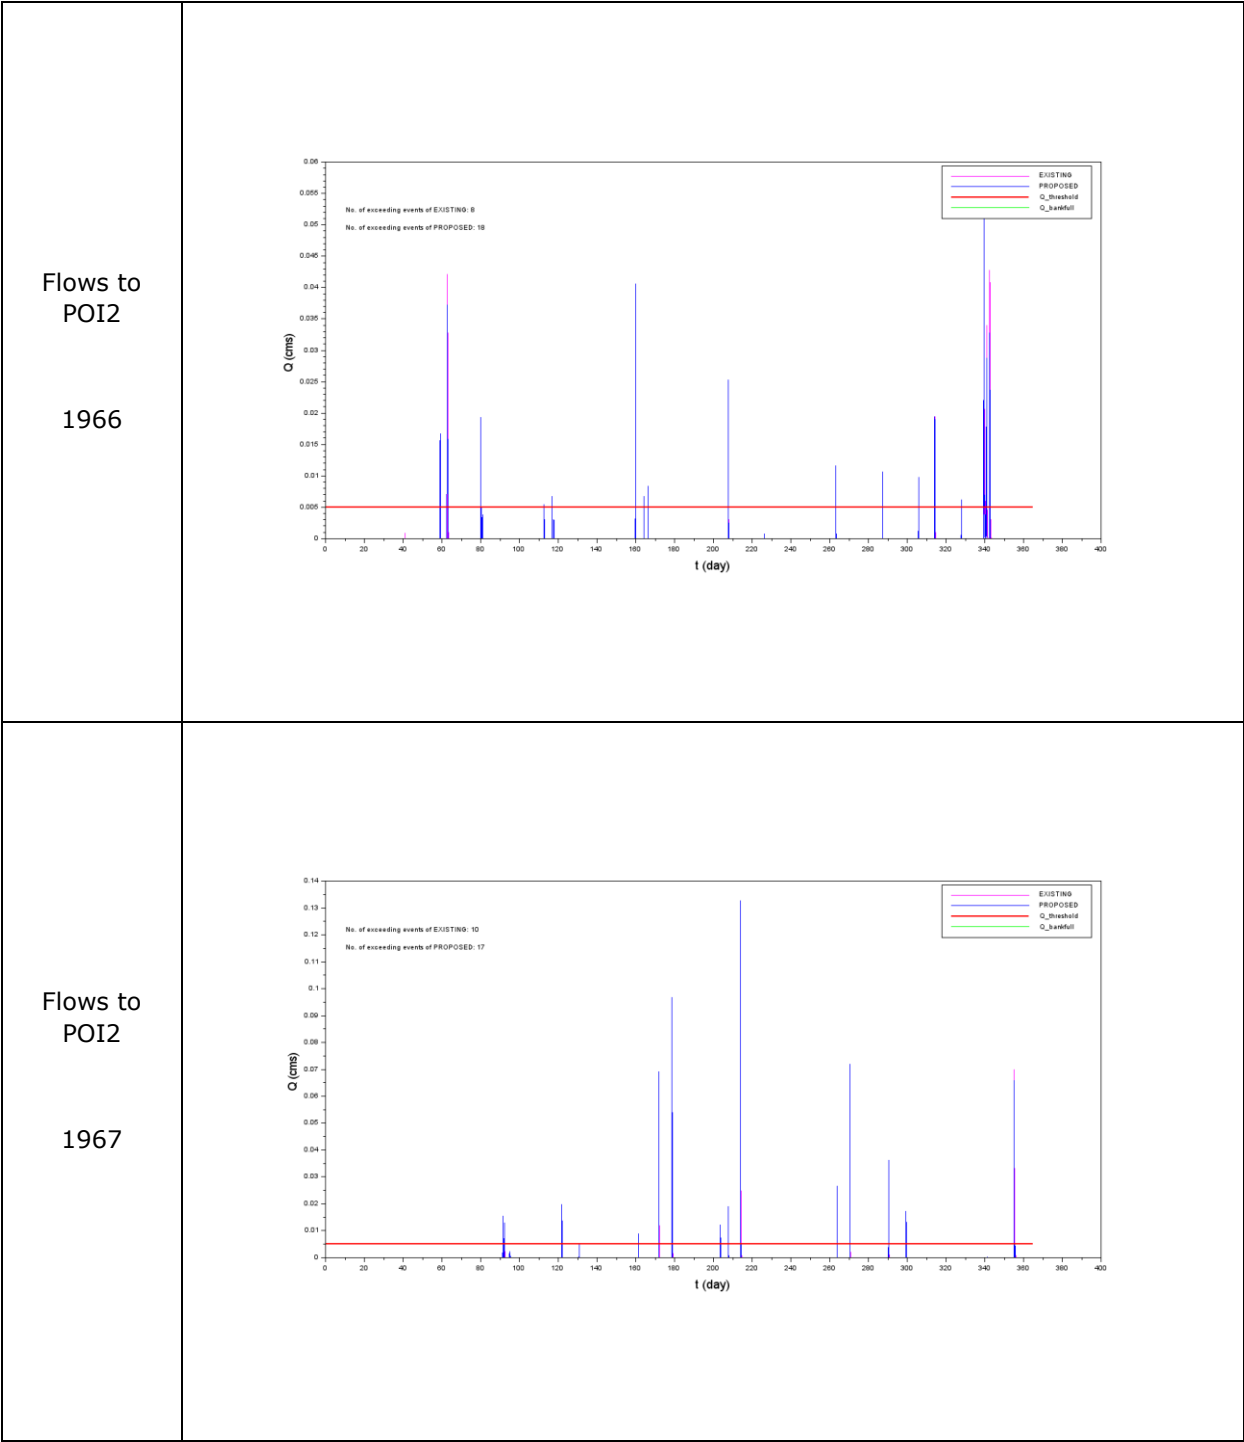 Flows to
POI2
1966
0.06
0.055
0.05
0.045
0.04
0.035
0.03
0.025
0.02
0.015
0.01
0.005
0
Q (cms)
No. of exceeding events of EXISTING: 8
No. of exceeding events of PROPOSED: 18
EXISTING
PROPOSED
Q_threshold
Q_bankfull
0 20 40 60 80 100 120 140 160 180 200 220 240 260 280 300 320 340 360 380 400
t (day)
Flows to
POI2
1967
0.14
0.13
0.12
0.11
0.1
0.09
0.08
0.07
0.06
0.05
0.04
0.03
0.02
0.01
0
Q (cms)
No. of exceeding events of EXISTING: 10
No. of exceeding events of PROPOSED: 17
EXISTING
PROPOSED
Q_threshold
Q_bankfull
0 20 40 60 80 100 120 140 160 180 200 220 240 260 280 300 320 340 360 380 400
t (day)